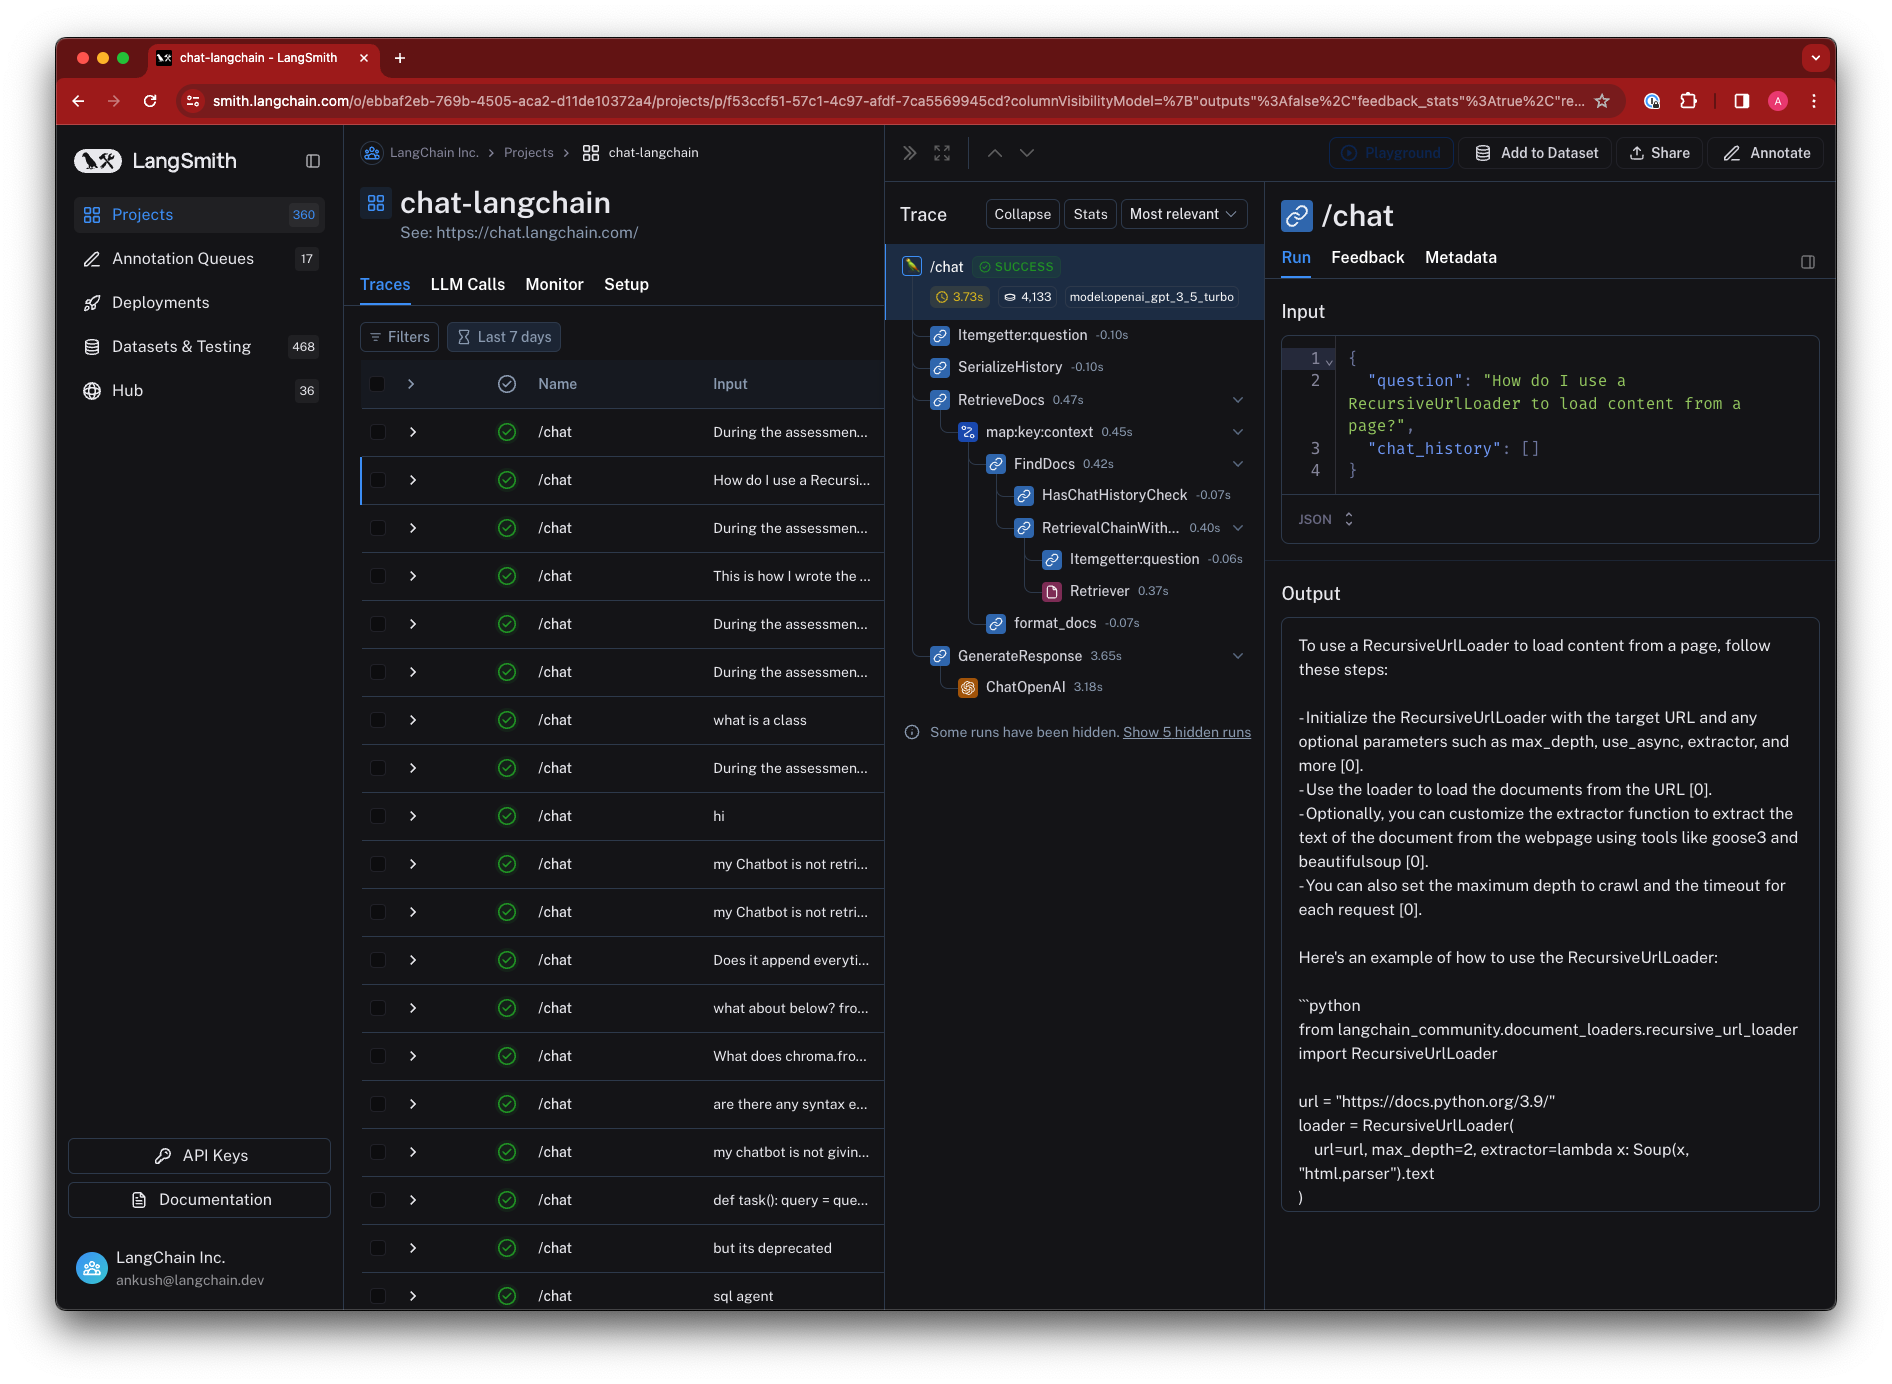 chat-langchain - LangSmith
smith.langchain.com/o/ebbaf2eb-769b-4505-aca2-d11de10372a4/projects/p/f53ccf51-57c1-4c97-afdf-7ca5569945cd?columnVisibilityModel=%7B"outputs"%3Afalse%2C"feedback_stats"%3Atrue%2C"re...
A
LangSmith
Projects 360
Annotation Queues 17
Deployments
Datasets & Testing 468
Hub 36
API Keys
Documentation
LangChain Inc.
ankush@langchain.dev
LangChain Inc. > Projects > chat-langchain
chat-langchain
See: https://chat.langchain.com/
Traces LLM Calls Monitor Setup
Filters Last 7 days
Name Input
/chat During the assessmen...
/chat How do I use a Recursi...
/chat During the assessmen...
/chat This is how I wrote the ...
/chat During the assessmen...
/chat During the assessmen...
/chat what is a class
/chat During the assessmen...
/chat hi
/chat my Chatbot is not retri...
/chat my Chatbot is not retri...
/chat Does it append everyti...
/chat what about below? fro...
/chat What does chroma.fro...
/chat are there any syntax e...
/chat my chatbot is not givin...
/chat def task(): query = que...
/chat but its deprecated
/chat sql agent
Playground Add to Dataset Share Annotate
Trace Collapse Stats Most relevant
/chat SUCCESS
3.73s 4,133 model:openai_gpt_3_5_turbo
Itemgetter:question -0.10s
SerializeHistory -0.10s
RetrieveDocs 0.47s
map:key:context 0.45s
FindDocs 0.42s
HasChatHistoryCheck -0.07s
RetrievalChainWith... 0.40s
Itemgetter:question -0.06s
Retriever 0.37s
format_docs -0.07s
GenerateResponse 3.65s
ChatOpenAI 3.18s
Some runs have been hidden. Show 5 hidden runs
/chat
Run Feedback Metadata
Input
1 {
2 "question": "How do I use a
RecursiveUrlLoader to load content from a
page?",
3 "chat_history": []
4 }
JSON
Output
To use a RecursiveUrlLoader to load content from a page, follow
these steps:
- Initialize the RecursiveUrlLoader with the target URL and any
optional parameters such as max_depth, use_async, extractor, and
more [0].
- Use the loader to load the documents from the URL [0].
- Optionally, you can customize the extractor function to extract the
text of the document from the webpage using tools like goose3 and
beautifulsoup [0].
- You can also set the maximum depth to crawl and the timeout for
each request [0].
Here's an example of how to use the RecursiveUrlLoader:
```python
from langchain_community.document_loaders.recursive_url_loader
import RecursiveUrlLoader
url = "https://docs.python.org/3.9/"
loader = RecursiveUrlLoader(
url=url, max_depth=2, extractor=lambda x: Soup(x,
"html.parser").text
)